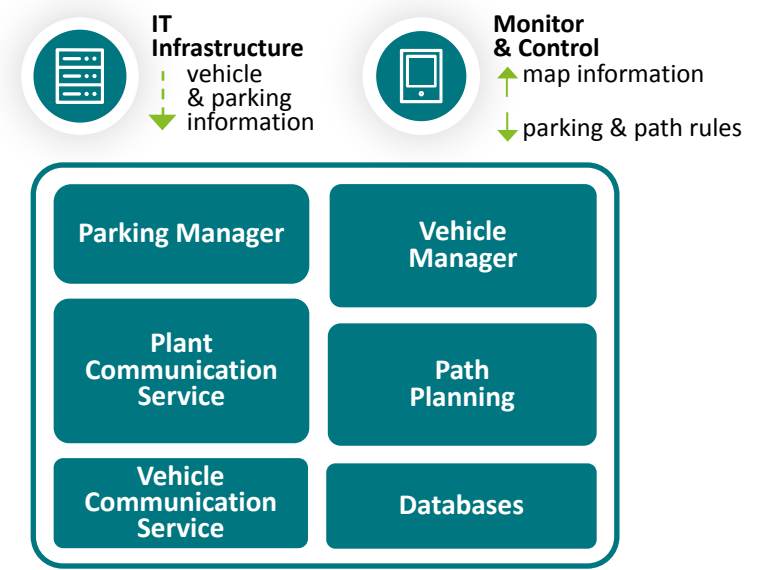 IT
Infrastructure
vehicle
& parking
information
Monitor
& Control
map information
parking & path rules
Parking Manager
Vehicle
Manager
Plant
Communication
Service
Path
Planning
Vehicle
Communication
Service
Databases